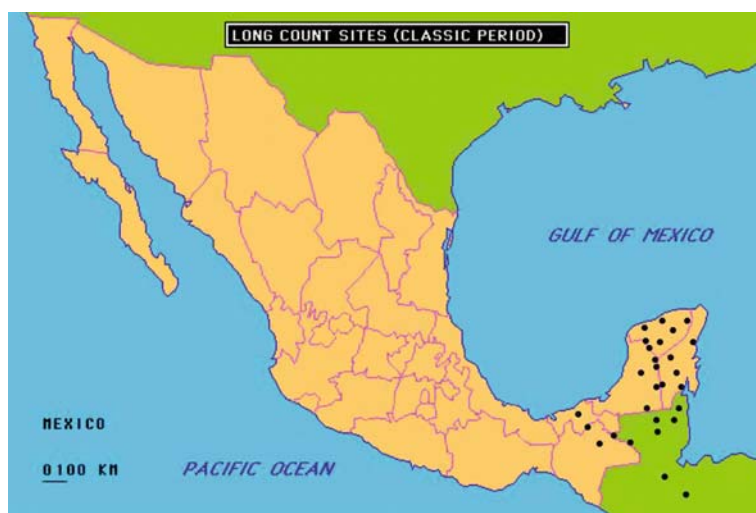 LONG COUNT SITES (CLASSIC PERIOD)
GULF OF MEXICO
MEXICO
0100 KM
PACIFIC OCEAN